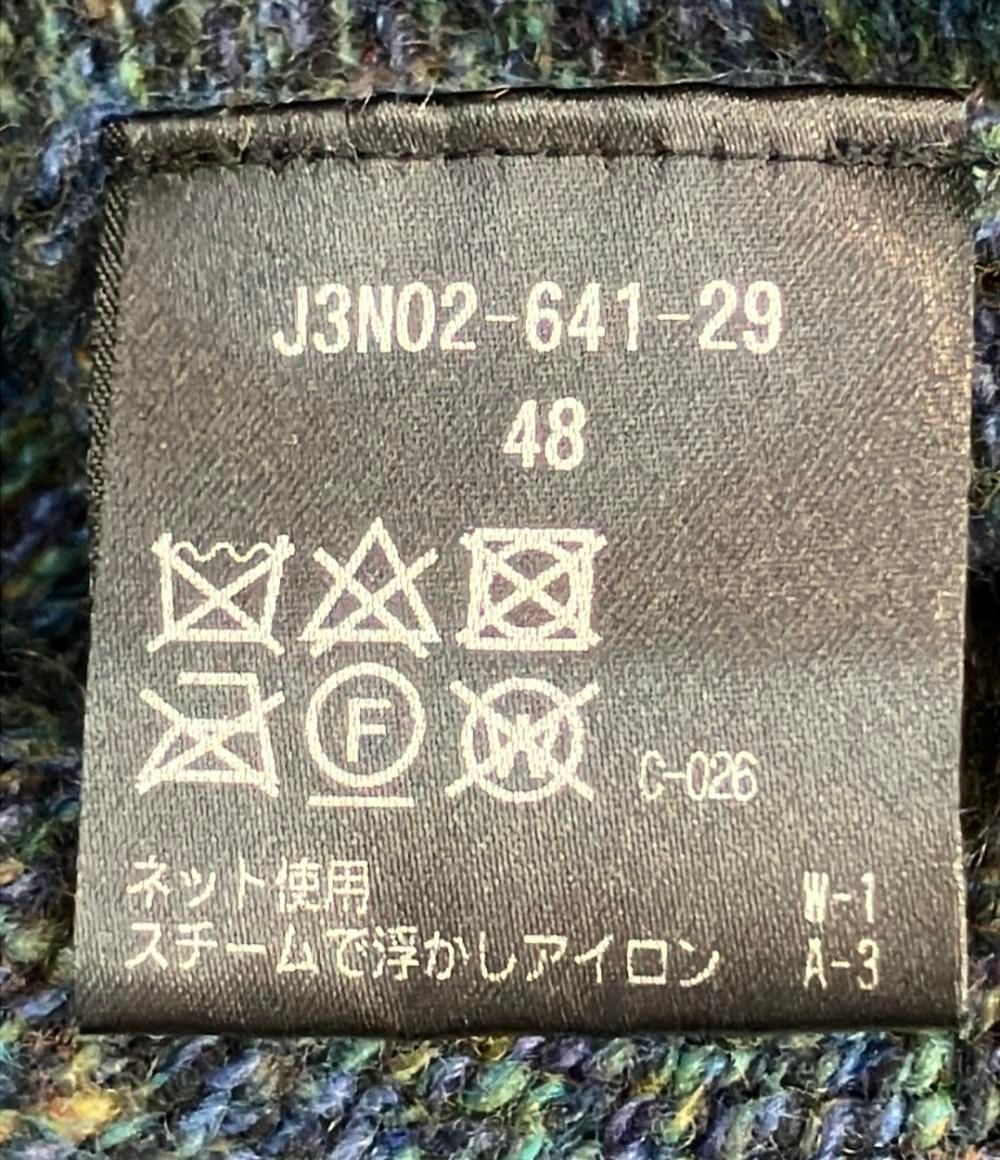 J3N02-641-29
48
F
W
C-026
ネット使用 W-1
スチームで浮かしアイロン A-3